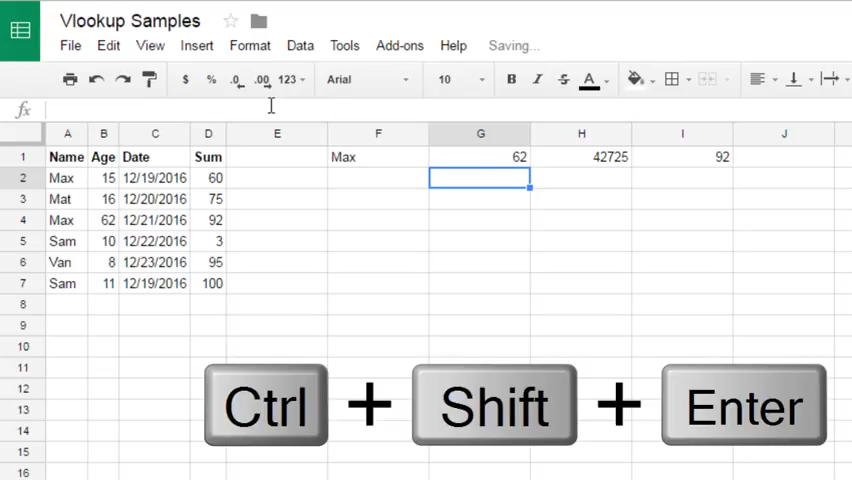 Vlookup Samples
File Edit View Insert Format Data Tools Add-ons Help Saving...
$ % .0 .00 123 Arial 10 B I S A
fx
A B C D E F G H I J
1 Name Age Date Sum Max 62 42725 92
2 Max 15 12/19/2016 60
3 Mat 16 12/20/2016 75
4 Max 62 12/21/2016 92
5 Sam 10 12/22/2016 3
6 Van 8 12/23/2016 95
7 Sam 11 12/19/2016 100
8
9
10
11
12
13
14
15
16
Ctrl + Shift + Enter